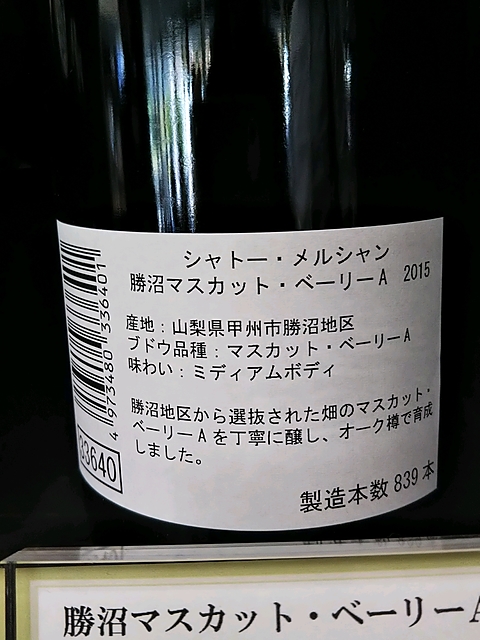 シャトー・メルシャン
勝沼マスカット・ベーリーA 2015
産地：山梨県甲州市勝沼地区
ブドウ品種：マスカット・ベーリーA
味わい：ミディアムボディ
勝沼地区から選抜された畑のマスカット・
ベーリーAを丁寧に醸し、オーク樽で育成
しました。
製造本数 839 本
4 973480 336401
33640
勝沼マスカット・ベーリーA